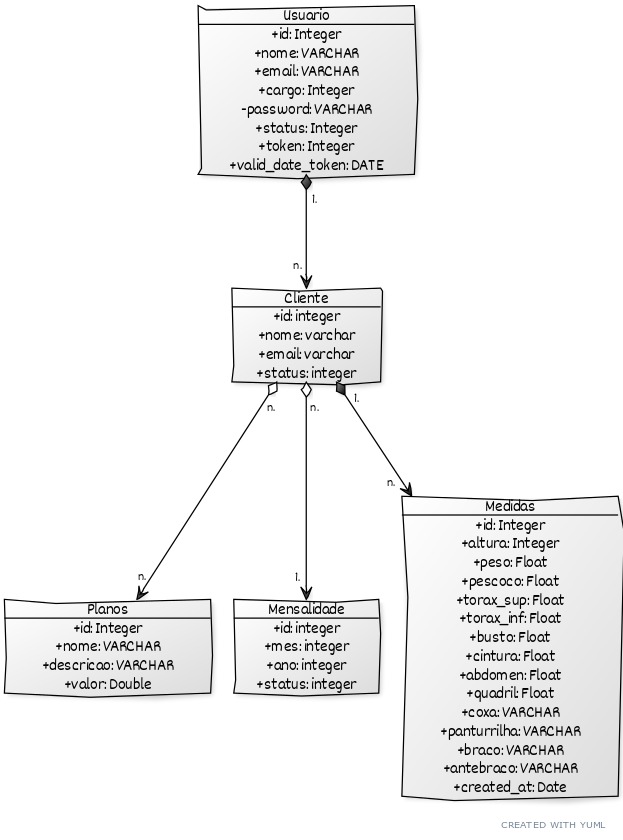 Usuario
+id: Integer
+nome: VARCHAR
+email: VARCHAR
+cargo: Integer
-password: VARCHAR
+status: Integer
+token: Integer
+valid_date_token: DATE
1.
n.
Cliente
+id: integer
+nome: varchar
+email: varchar
+status: integer
n.
n.
1.
n.
1.
n.
Planos
+id: Integer
+nome: VARCHAR
+descricao: VARCHAR
+valor: Double
Mensalidade
+id: integer
+mes: integer
+ano: integer
+status: integer
Medidas
+id: Integer
+altura: Integer
+peso: Float
+pescoco: Float
+torax_sup: Float
+torax_inf: Float
+busto: Float
+cintura: Float
+abdomen: Float
+quadril: Float
+coxa: VARCHAR
+panturrilha: VARCHAR
+braco: VARCHAR
+antebraco: VARCHAR
+created_at: Date
CREATED WITH YUML